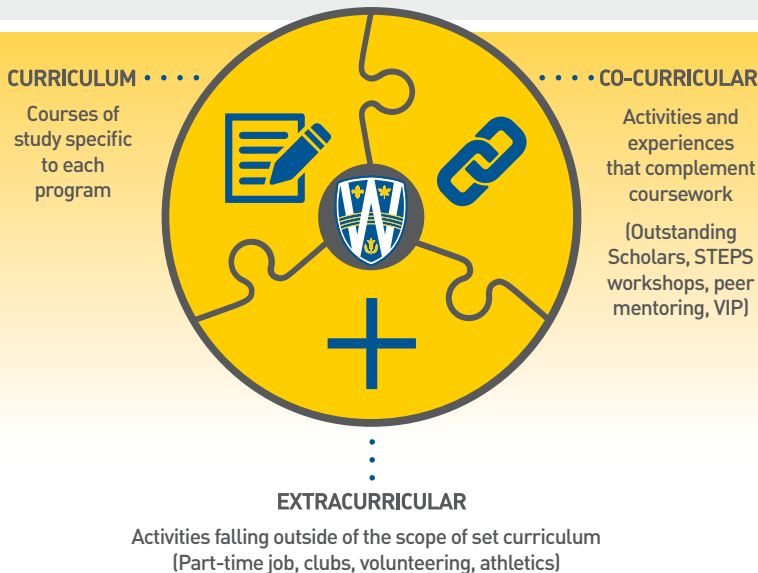 CURRICULUM
Courses of
study specific
to each
program
CO-CURRICULAR
Activities and
experiences
that complement
coursework
(Outstanding
Scholars, STEPS
workshops, peer
mentoring, VIP)
W
EXTRACURRICULAR
Activities falling outside of the scope of set curriculum
(Part-time job, clubs, volunteering, athletics)